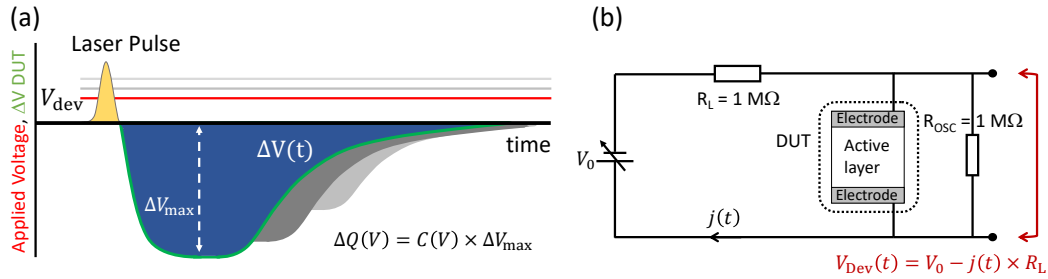 (a)
Laser Pulse
Applied Voltage, ΔV DUT
V_dev
ΔV(t)
time
ΔV_max
ΔQ(V) = C(V) × ΔV_max
(b)
R_L = 1 MΩ
Electrode
R_OSC = 1 MΩ
DUT
Active
layer
V_0
Electrode
j(t)
V_Dev(t) = V_0 − j(t) × R_L